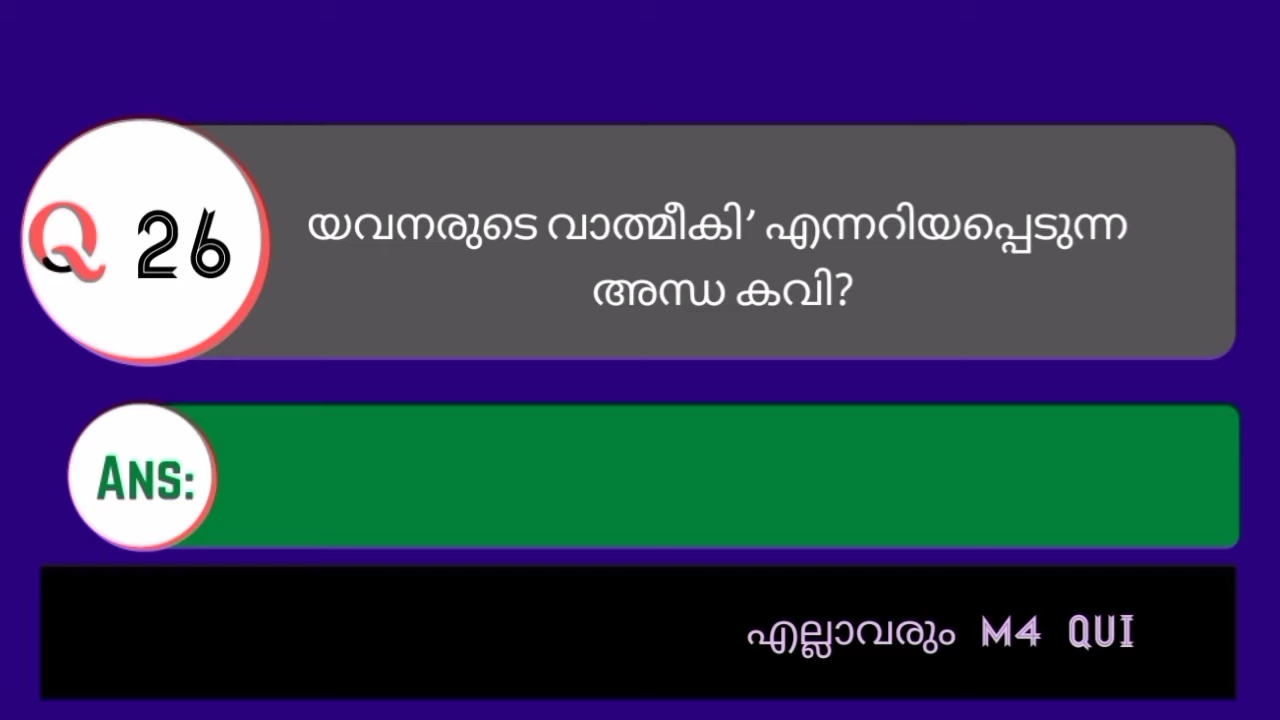 Q 26
യവനരുടെ വാത്മീകി’ എന്നറിയപ്പെടുന്ന
അന്ധ കവി?
ANS:
എല്ലാവരും M4 QUI